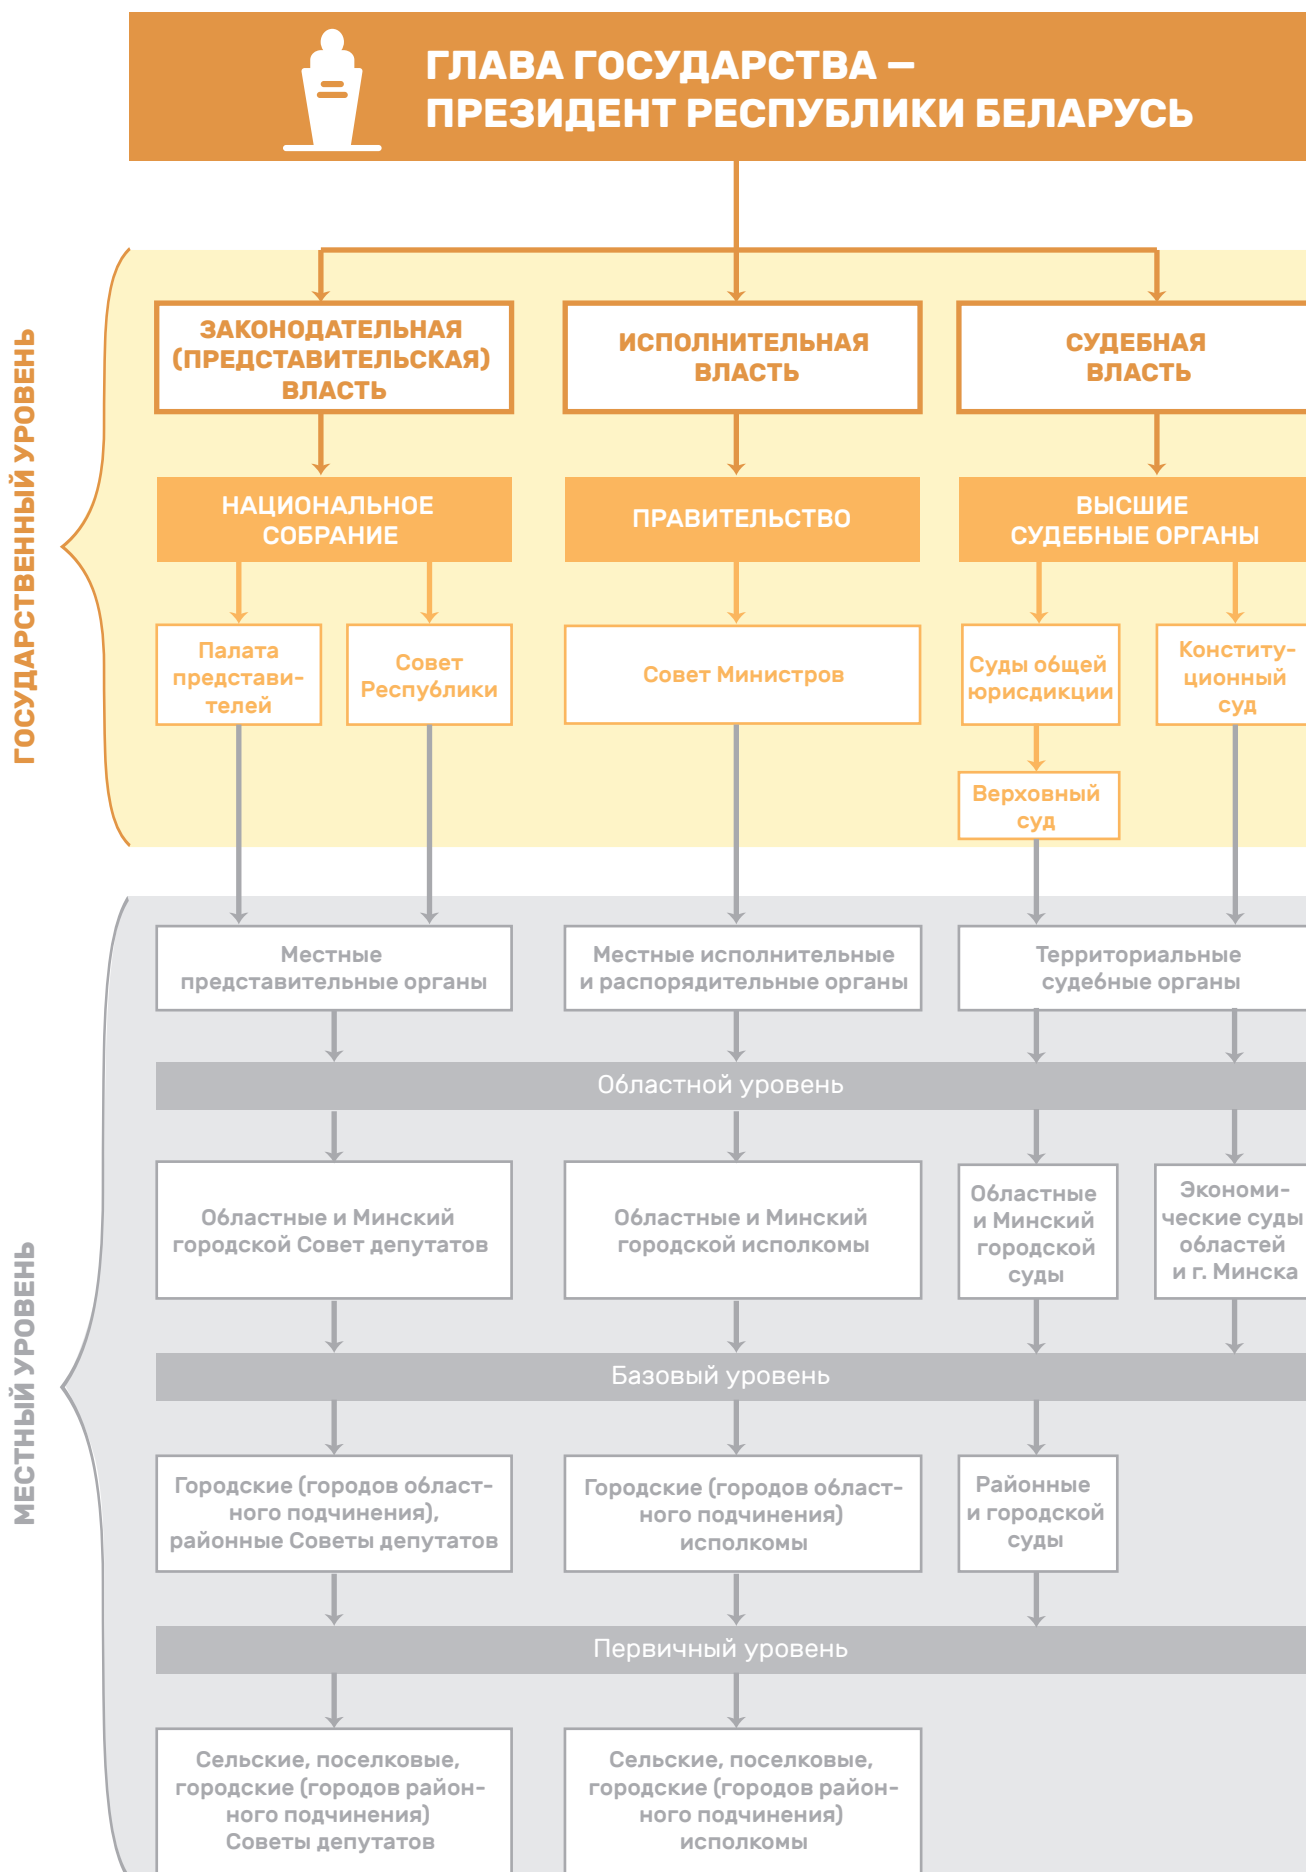 ГЛАВА ГОСУДАРСТВА —
ПРЕЗИДЕНТ РЕСПУБЛИКИ БЕЛАРУСЬ
ГОСУДАРСТВЕННЫЙ УРОВЕНЬ
ЗАКОНОДАТЕЛЬНАЯ
(ПРЕДСТАВИТЕЛЬСКАЯ)
ВЛАСТЬ
ИСПОЛНИТЕЛЬНАЯ
ВЛАСТЬ
СУДЕБНАЯ
ВЛАСТЬ
НАЦИОНАЛЬНОЕ
СОБРАНИЕ
ПРАВИТЕЛЬСТВО
ВЫСШИЕ
СУДЕБНЫЕ ОРГАНЫ
Палата
представи-
телей
Совет
Республики
Совет Министров
Суды общей
юрисдикции
Конститу-
ционный
суд
Верховный
суд
МЕСТНЫЙ УРОВЕНЬ
Местные
представительные органы
Местные исполнительные
и распорядительные органы
Территориальные
судебные органы
Областной уровень
Областные и Минский
городской Совет депутатов
Областные и Минский
городской исполкомы
Областные
и Минский
городской
суды
Экономи-
ческие суды
областей
и г. Минска
Базовый уровень
Городские (городов област-
ного подчинения),
районные Советы депутатов
Городские (городов област-
ного подчинения)
исполкомы
Районные
и городской
суды
Первичный уровень
Сельские, поселковые,
городские (городов район-
ного подчинения)
Советы депутатов
Сельские, поселковые,
городские (городов район-
ного подчинения)
исполкомы